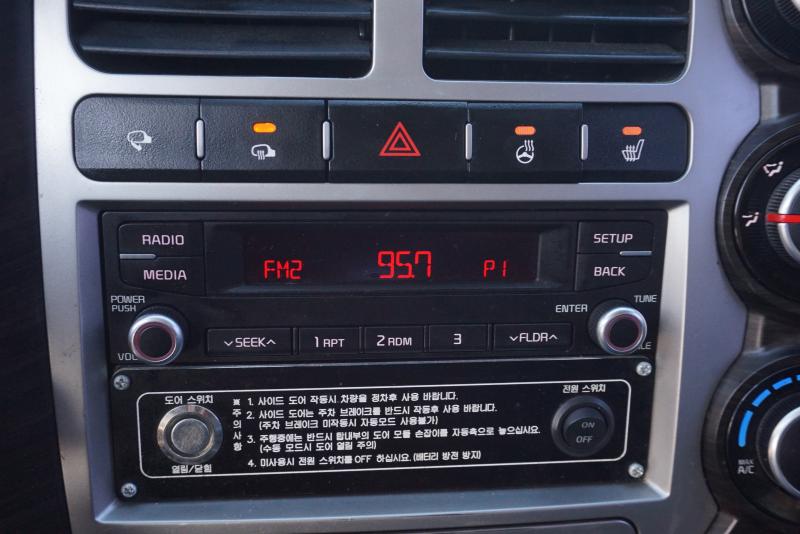 RADIO
MEDIA
FM2 95.7 P1
SETUP
BACK
POWER
PUSH
VOL
ENTER
TUNE
SEEK
1 RPT
2 RDM
3
FLDR
도어 스위치
열림/닫힘
※ 주의사항
1. 사이드 도어 작동시 차량을 정차후 사용 바랍니다.
2. 사이드 도어는 주차 브레이크를 반드시 작동후 사용 바랍니다.
(주차 브레이크 미작동시 자동모드 사용불가)
3. 주행중에는 반드시 탑내부의 도어 모듈 손잡이를 자동측으로 놓으십시요.
(수동 모드시 도어 열림 주의)
4. 미사용시 전원 스위치를 OFF 하십시요.(배터리 방전 방지)
전원 스위치
ON
OFF
MAX
A/C